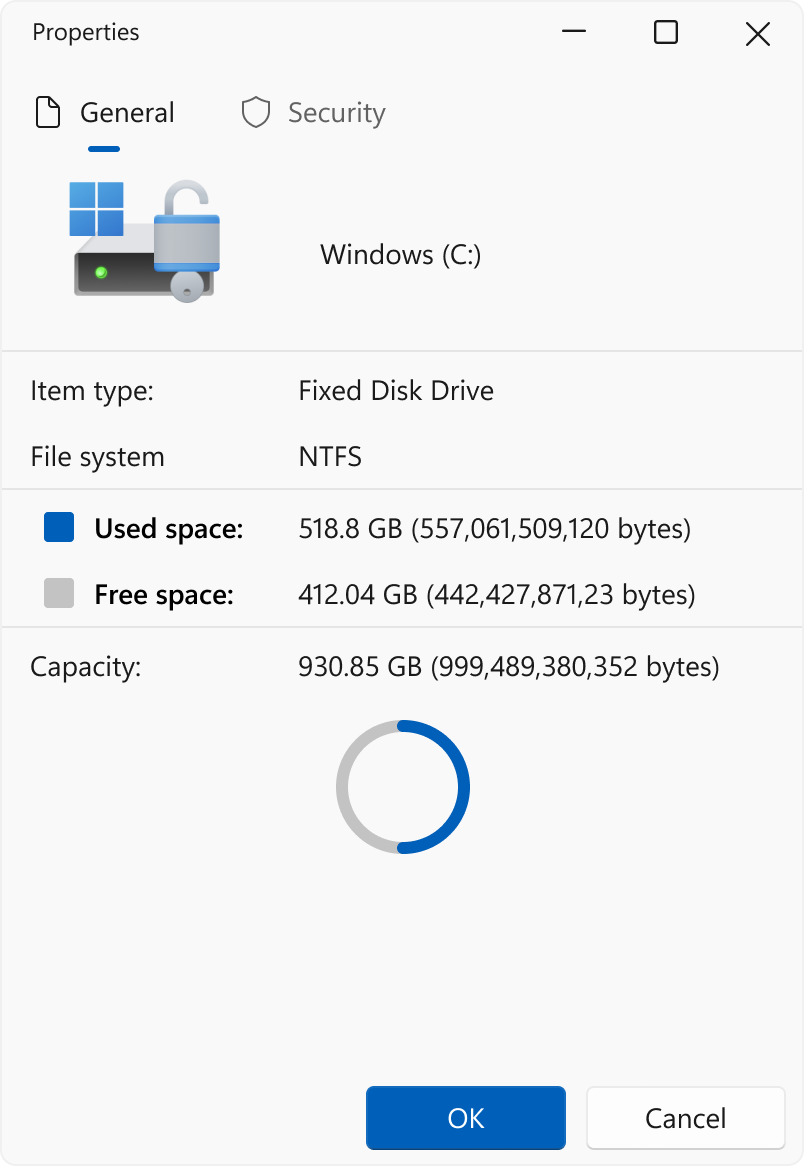 Properties
General Security
Windows (C:)
Item type: Fixed Disk Drive
File system NTFS
Used space: 518.8 GB (557,061,509,120 bytes)
Free space: 412.04 GB (442,427,871,23 bytes)
Capacity: 930.85 GB (999,489,380,352 bytes)
OK Cancel